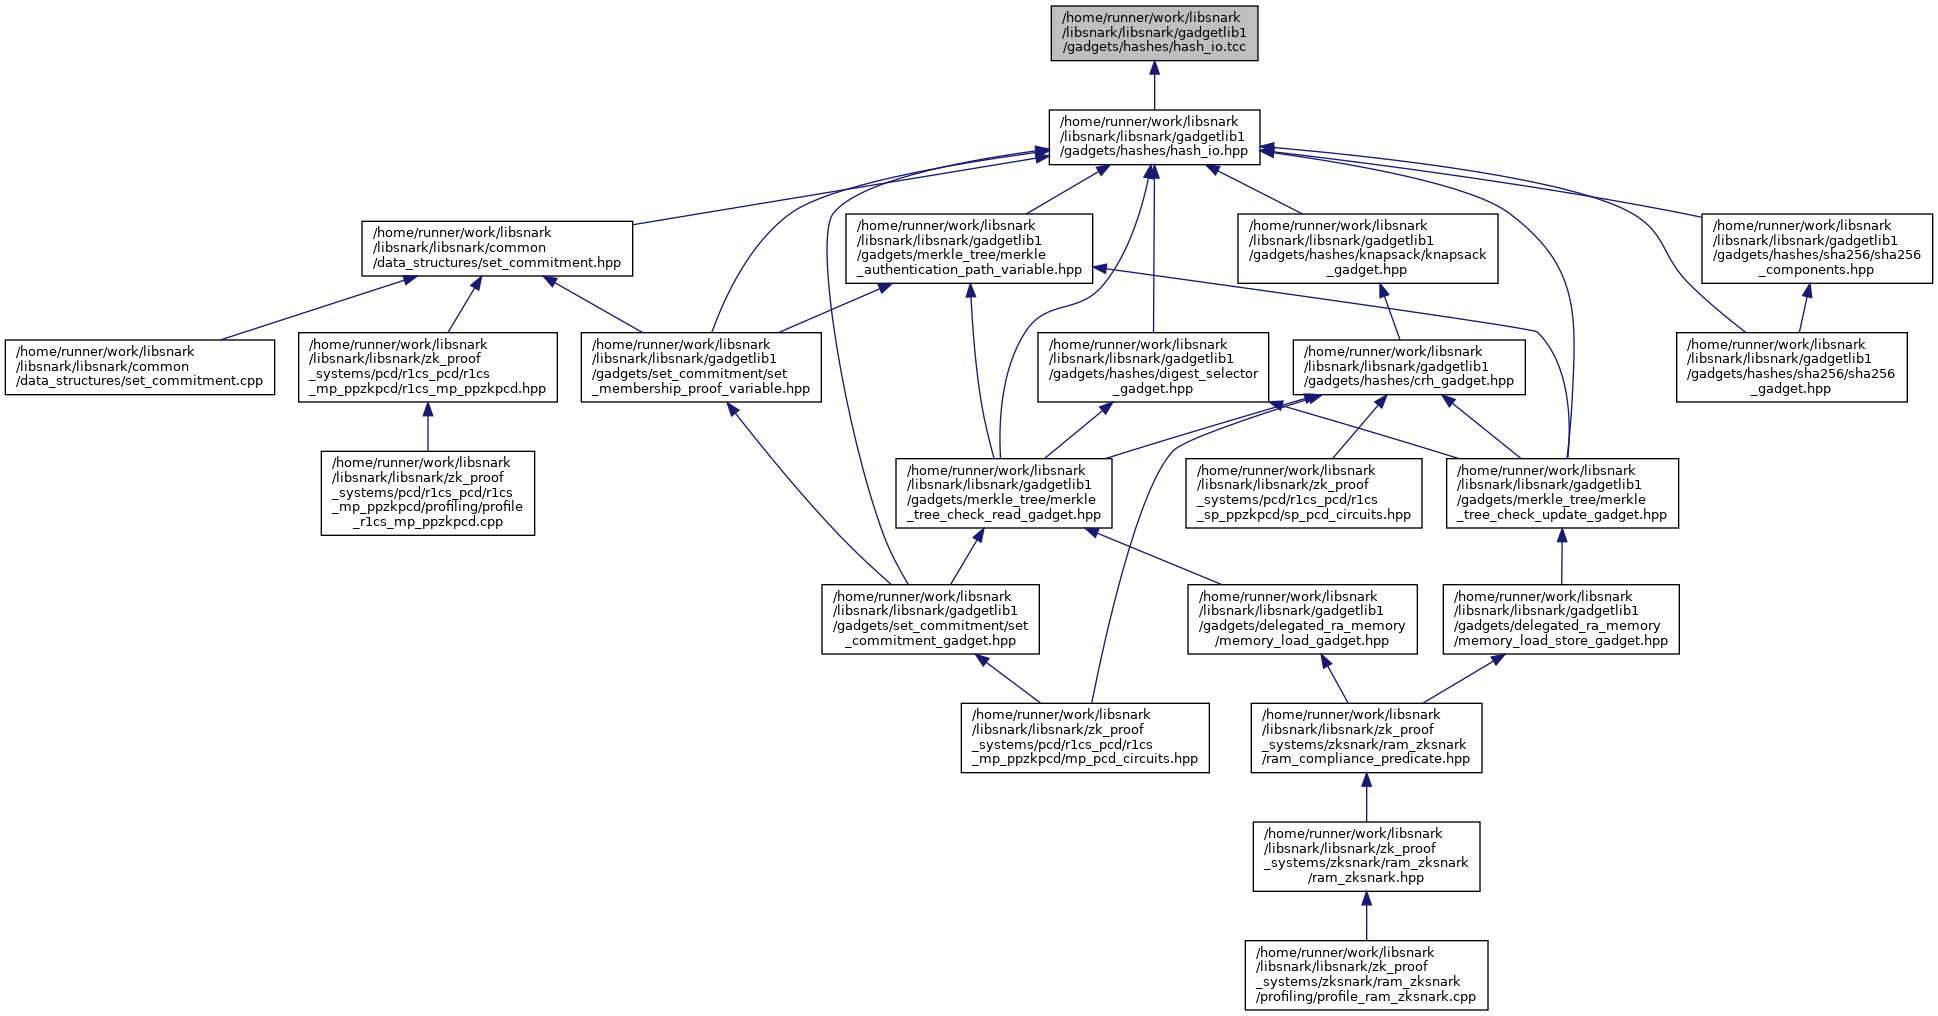 /home/runner/work/libsnark
/libsnark/libsnark/gadgetlib1
/gadgets/hashes/hash_io.tcc
/home/runner/work/libsnark
/libsnark/libsnark/gadgetlib1
/gadgets/hashes/hash_io.hpp
/home/runner/work/libsnark
/libsnark/libsnark/common
/data_structures/set_commitment.hpp
/home/runner/work/libsnark
/libsnark/libsnark/gadgetlib1
/gadgets/merkle_tree/merkle
_authentication_path_variable.hpp
/home/runner/work/libsnark
/libsnark/libsnark/gadgetlib1
/gadgets/hashes/knapsack/knapsack
_gadget.hpp
/home/runner/work/libsnark
/libsnark/libsnark/gadgetlib1
/gadgets/hashes/sha256/sha256
_components.hpp
/home/runner/work/libsnark
/libsnark/libsnark/common
/data_structures/set_commitment.cpp
/home/runner/work/libsnark
/libsnark/libsnark/zk_proof
_systems/pcd/r1cs_pcd/r1cs
_mp_ppzkpcd/r1cs_mp_ppzkpcd.hpp
/home/runner/work/libsnark
/libsnark/libsnark/gadgetlib1
/gadgets/set_commitment/set
_membership_proof_variable.hpp
/home/runner/work/libsnark
/libsnark/libsnark/gadgetlib1
/gadgets/hashes/digest_selector
_gadget.hpp
/home/runner/work/libsnark
/libsnark/libsnark/gadgetlib1
/gadgets/hashes/crh_gadget.hpp
/home/runner/work/libsnark
/libsnark/libsnark/gadgetlib1
/gadgets/hashes/sha256/sha256
_gadget.hpp
/home/runner/work/libsnark
/libsnark/libsnark/zk_proof
_systems/pcd/r1cs_pcd/r1cs
_mp_ppzkpcd/profiling/profile
_r1cs_mp_ppzkpcd.cpp
/home/runner/work/libsnark
/libsnark/libsnark/gadgetlib1
/gadgets/merkle_tree/merkle
_tree_check_read_gadget.hpp
/home/runner/work/libsnark
/libsnark/libsnark/zk_proof
_systems/pcd/r1cs_pcd/r1cs
_sp_ppzkpcd/sp_pcd_circuits.hpp
/home/runner/work/libsnark
/libsnark/libsnark/gadgetlib1
/gadgets/merkle_tree/merkle
_tree_check_update_gadget.hpp
/home/runner/work/libsnark
/libsnark/libsnark/gadgetlib1
/gadgets/set_commitment/set
_commitment_gadget.hpp
/home/runner/work/libsnark
/libsnark/libsnark/gadgetlib1
/gadgets/delegated_ra_memory
/memory_load_gadget.hpp
/home/runner/work/libsnark
/libsnark/libsnark/gadgetlib1
/gadgets/delegated_ra_memory
/memory_load_store_gadget.hpp
/home/runner/work/libsnark
/libsnark/libsnark/zk_proof
_systems/pcd/r1cs_pcd/r1cs
_mp_ppzkpcd/mp_pcd_circuits.hpp
/home/runner/work/libsnark
/libsnark/libsnark/zk_proof
_systems/zksnark/ram_zksnark
/ram_compliance_predicate.hpp
/home/runner/work/libsnark
/libsnark/libsnark/zk_proof
_systems/zksnark/ram_zksnark
/ram_zksnark.hpp
/home/runner/work/libsnark
/libsnark/libsnark/zk_proof
_systems/zksnark/ram_zksnark
/profiling/profile_ram_zksnark.cpp